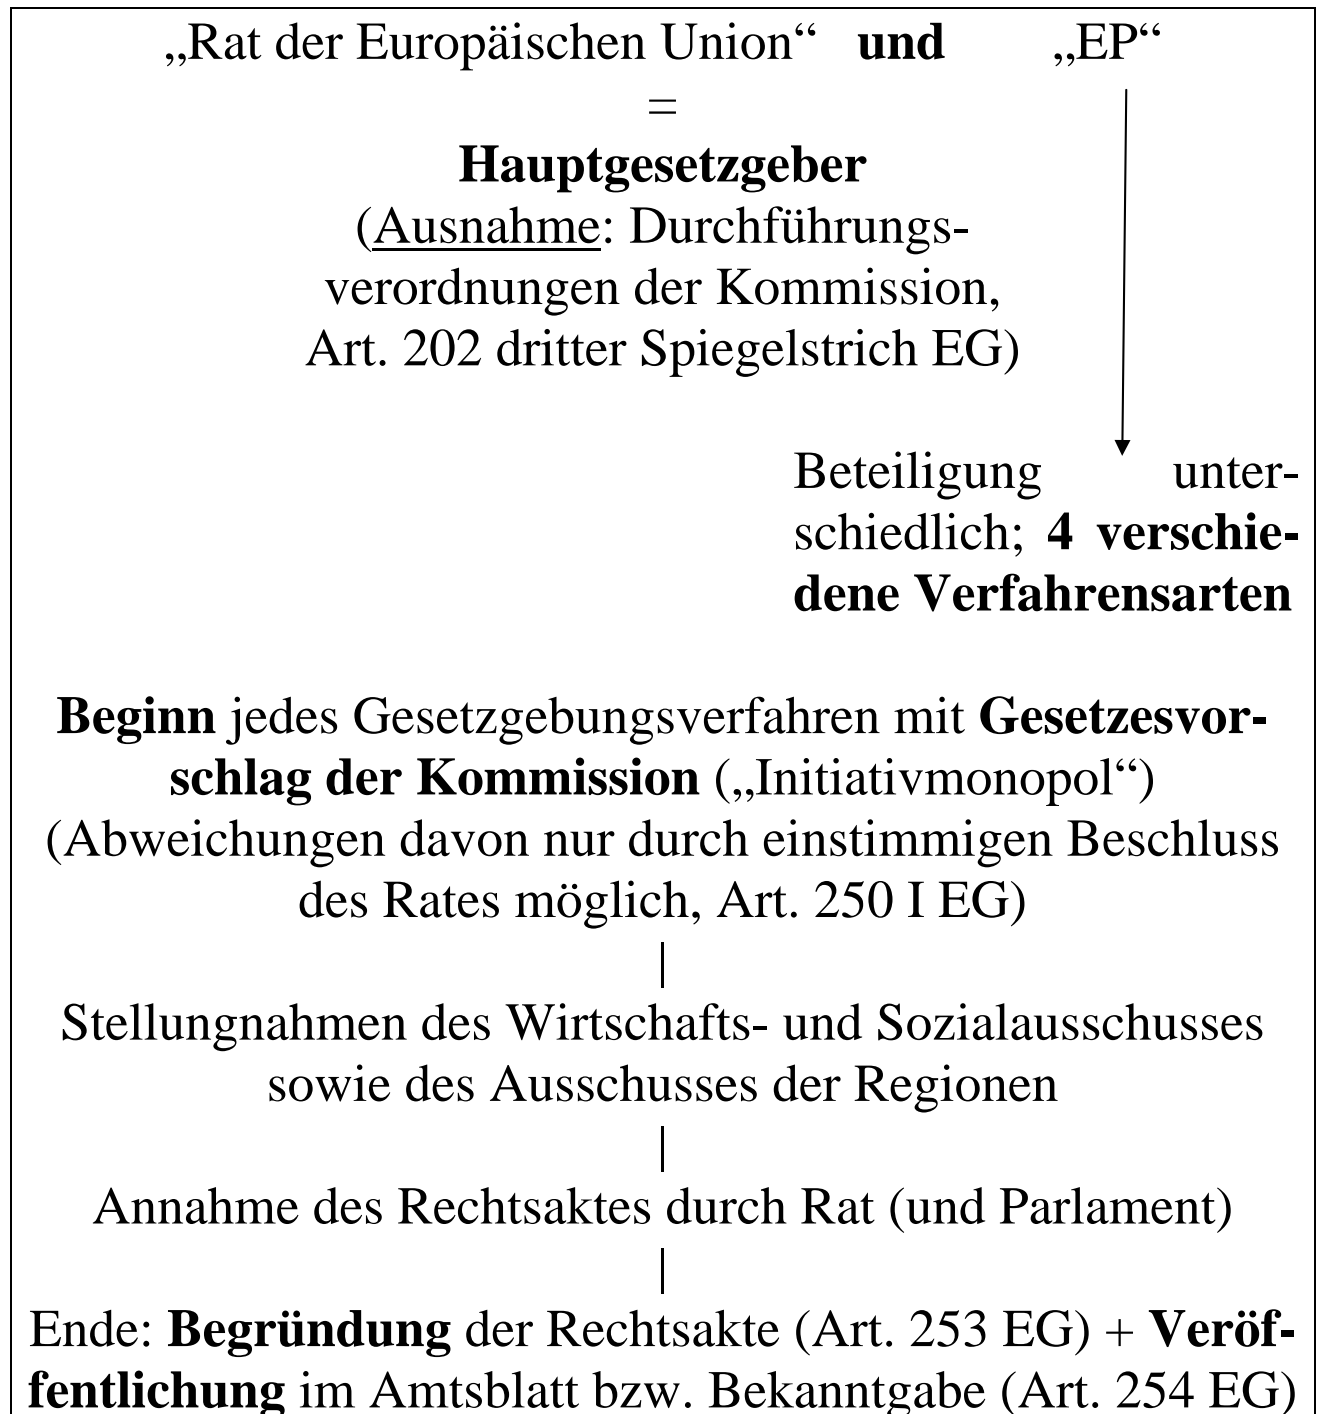 „Rat der Europäischen Union“ und „EP“
=
Hauptgesetzgeber
(Ausnahme: Durchführungs-
verordnungen der Kommission,
Art. 202 dritter Spiegelstrich EG)
Beteiligung unter-
schiedlich; 4 verschie-
dene Verfahrensarten
Beginn jedes Gesetzgebungsverfahren mit Gesetzesvor-
schlag der Kommission („Initiativmonopol“)
(Abweichungen davon nur durch einstimmigen Beschluss
des Rates möglich, Art. 250 I EG)
Stellungnahmen des Wirtschafts- und Sozialausschusses
sowie des Ausschusses der Regionen
Annahme des Rechtsaktes durch Rat (und Parlament)
Ende: Begründung der Rechtsakte (Art. 253 EG) + Veröf-
fentlichung im Amtsblatt bzw. Bekanntgabe (Art. 254 EG)